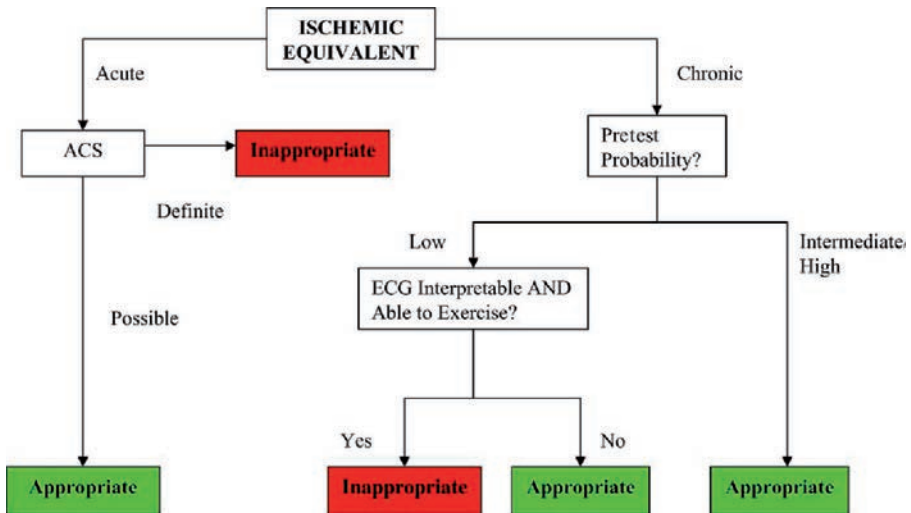 ISCHEMIC
EQUIVALENT
Acute
Chronic
ACS
Inappropriate
Pretest
Probability?
Definite
Low
Intermediate/
High
ECG Interpretable AND
Able to Exercise?
Possible
Yes
No
Appropriate
Inappropriate
Appropriate
Appropriate